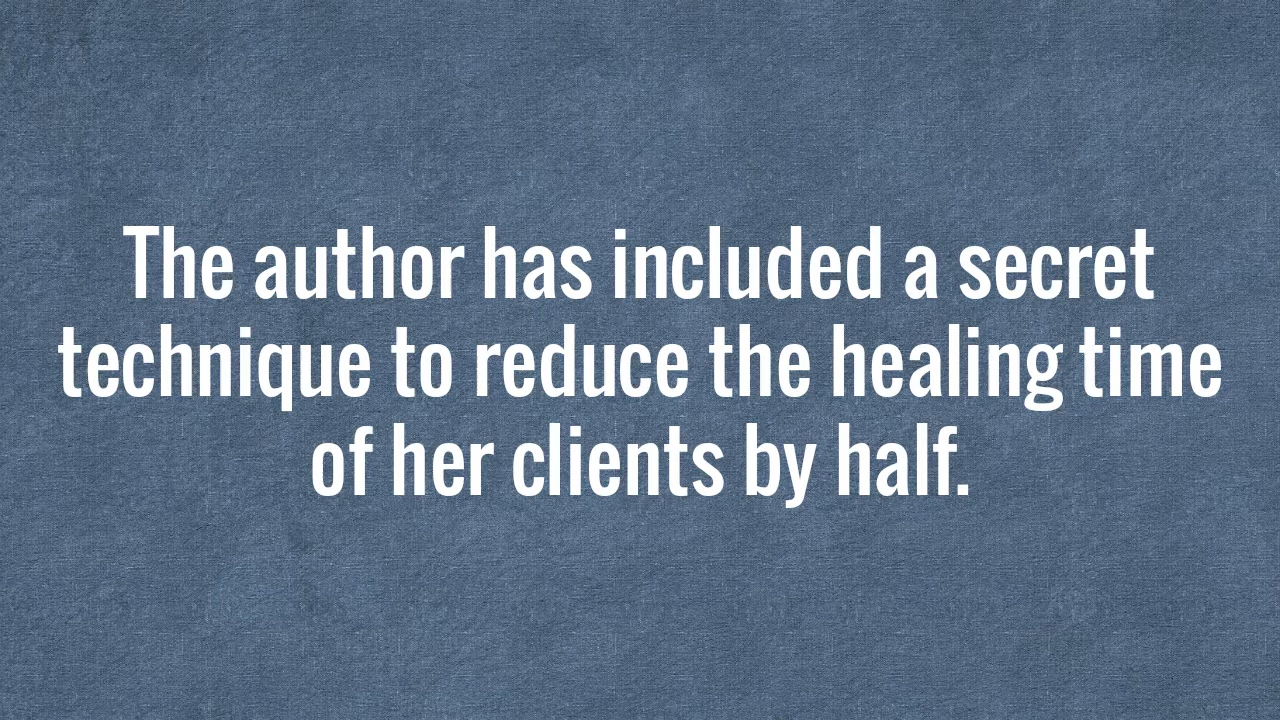 The author has included a secret
technique to reduce the healing time
of her clients by half.